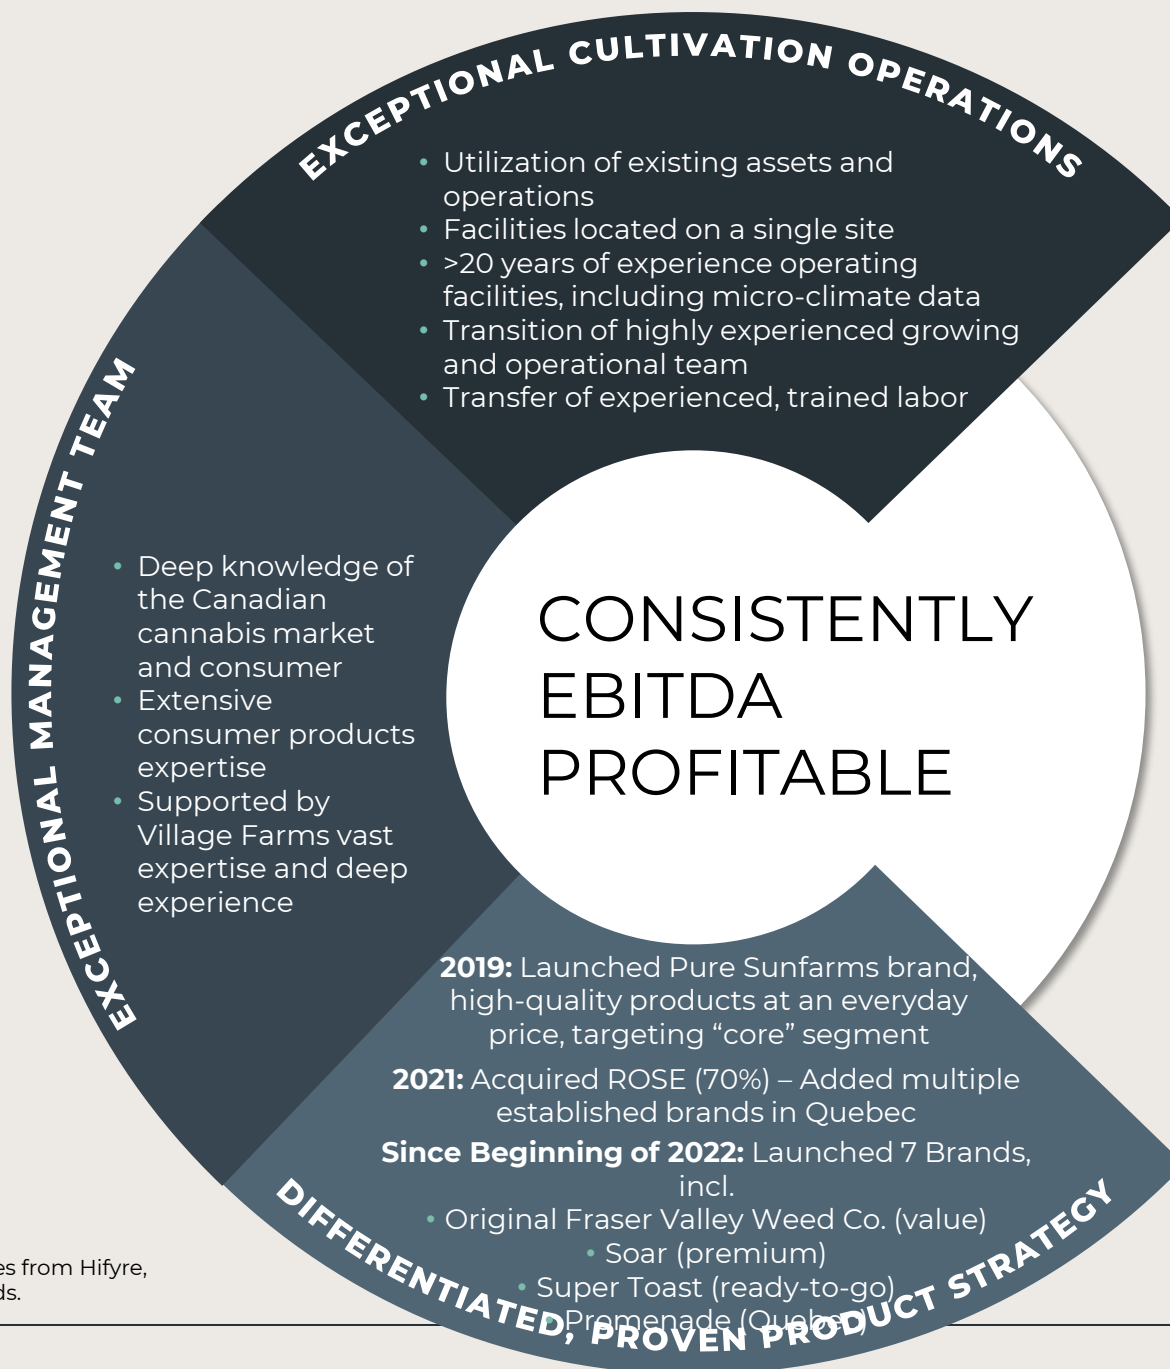 EXCEPTIONAL CULTIVATION OPERATIONS
• Utilization of existing assets and
operations
• Facilities located on a single site
• >20 years of experience operating
facilities, including micro-climate data
• Transition of highly experienced growing
and operational team
• Transfer of experienced, trained labor
EXCEPTIONAL MANAGEMENT TEAM
• Deep knowledge of
the Canadian
cannabis market
and consumer
• Extensive
consumer products
expertise
• Supported by
Village Farms vast
expertise and deep
experience
CONSISTENTLY
EBITDA
PROFITABLE
2019: Launched Pure Sunfarms brand,
high-quality products at an everyday
price, targeting “core” segment
2021: Acquired ROSE (70%) – Added multiple
established brands in Quebec
Since Beginning of 2022: Launched 7 Brands,
incl.
• Original Fraser Valley Weed Co. (value)
• Soar (premium)
• Super Toast (ready-to-go)
• Promenade (Quebec)
DIFFERENTIATED, PROVEN PRODUCT STRATEGY
from Hifyre,